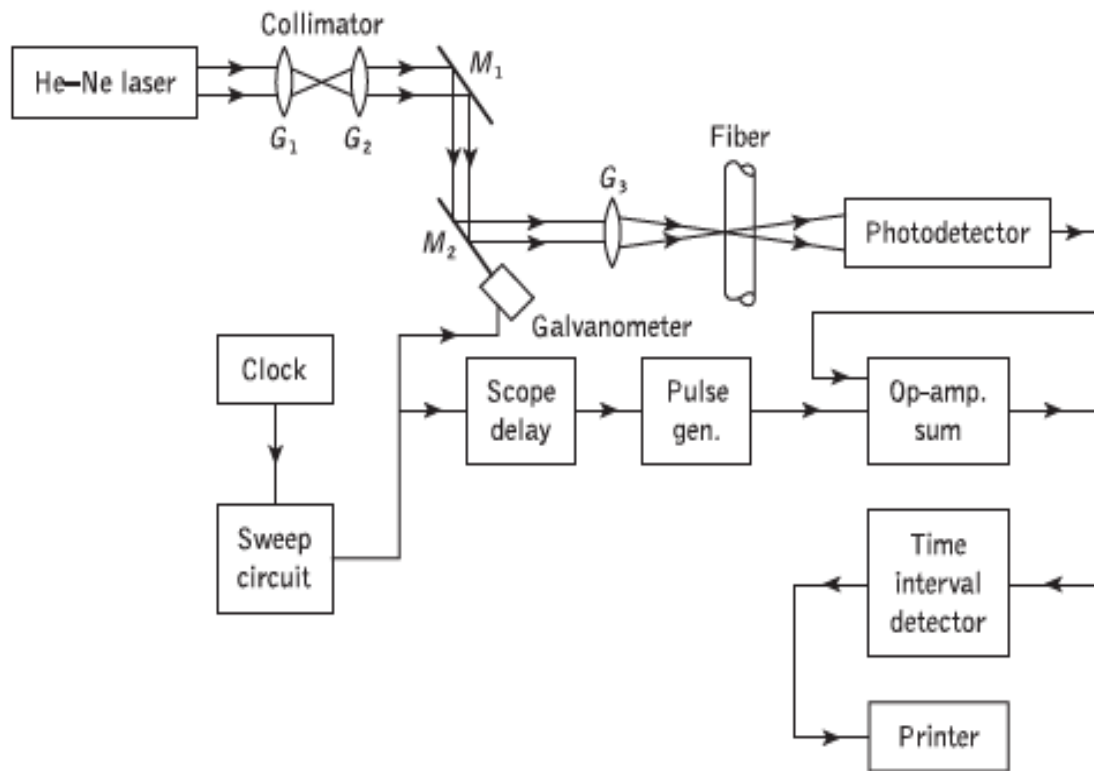 Collimator
He–Ne laser
M1
G1
G2
Fiber
G3
M2
Photodetector
Galvanometer
Clock
Scope
delay
Pulse
gen.
Op-amp.
sum
Sweep
circuit
Time
interval
detector
Printer